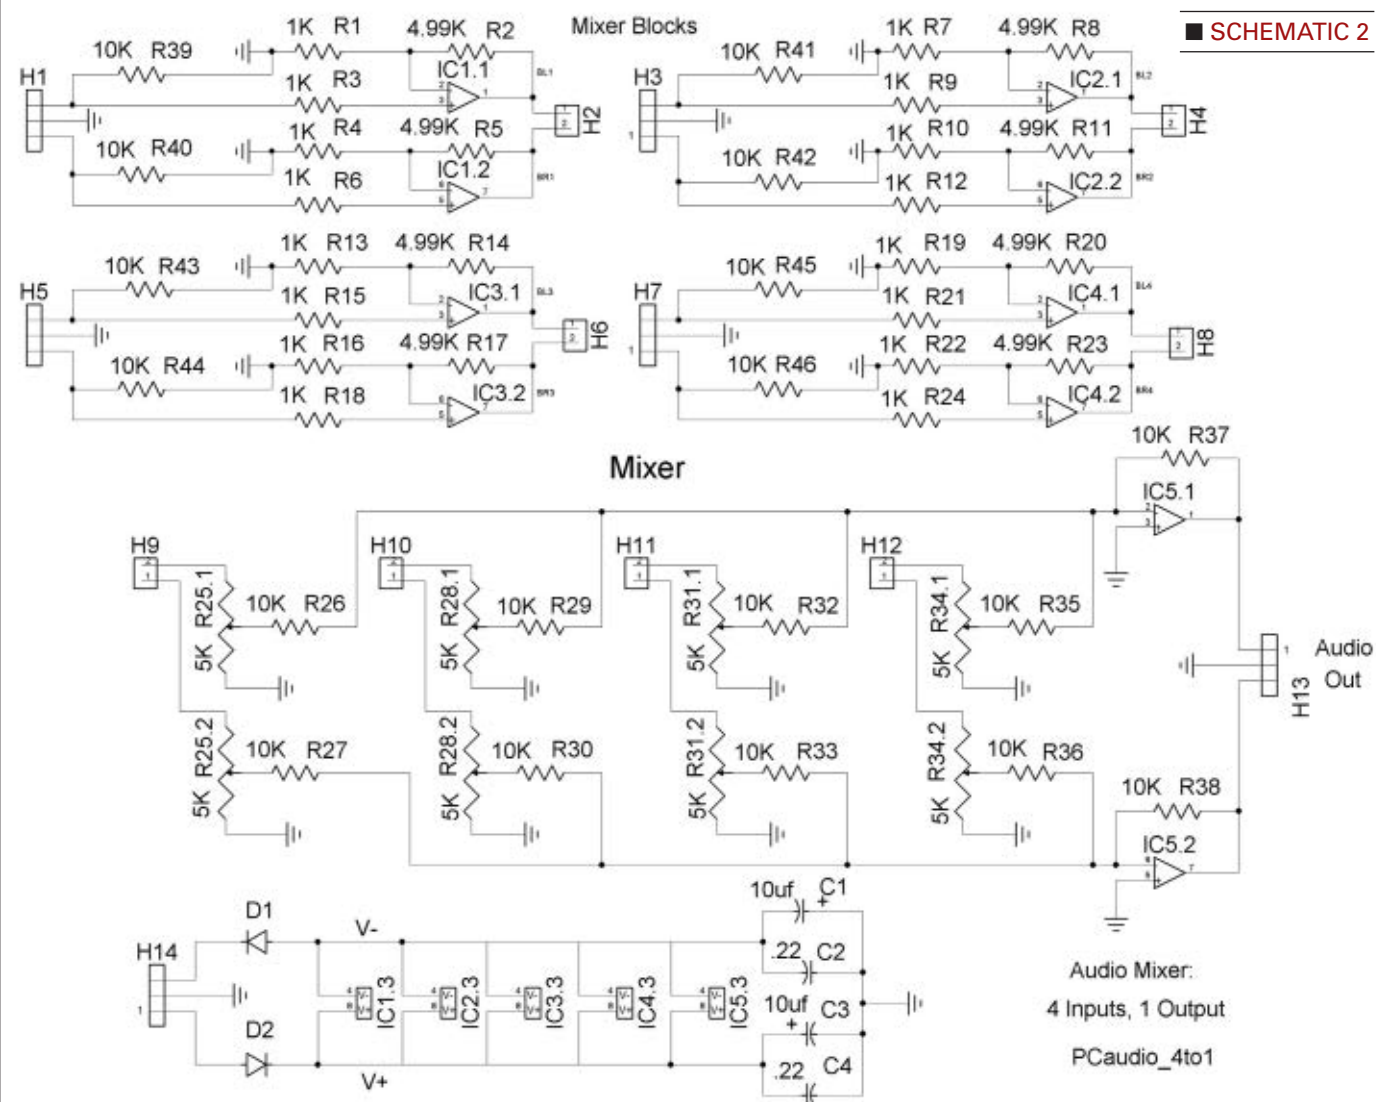 ■ SCHEMATIC 2
Mixer Blocks
H1
10K R39
1K R1
4.99K R2
1K R3
IC1.1
BL1
H2
10K R40
1K R4
4.99K R5
1K R6
IC1.2
BR1
H3
10K R41
1K R7
4.99K R8
1K R9
IC2.1
BL2
H4
10K R42
1K R10
4.99K R11
1K R12
IC2.2
BR2
H5
10K R43
1K R13
4.99K R14
1K R15
IC3.1
BL3
H6
10K R44
1K R16
4.99K R17
1K R18
IC3.2
BR3
H7
10K R45
1K R19
4.99K R20
1K R21
IC4.1
BL4
H8
10K R46
1K R22
4.99K R23
1K R24
IC4.2
BR4
Mixer
10K R37
IC5.1
H9
5K R25.1
10K R26
H10
5K R28.1
10K R29
H11
5K R31.1
10K R32
H12
5K R34.1
10K R35
Audio
Out
H13
5K R25.2
10K R27
5K R28.2
10K R30
5K R31.2
10K R33
5K R34.2
10K R36
10K R38
IC5.2
H14
D1
V-
IC1.3
IC2.3
IC3.3
IC4.3
IC5.3
D2
V+
10uf C1
.22 C2
10uf C3
.22 C4
Audio Mixer:
4 Inputs, 1 Output
PCaudio_4to1